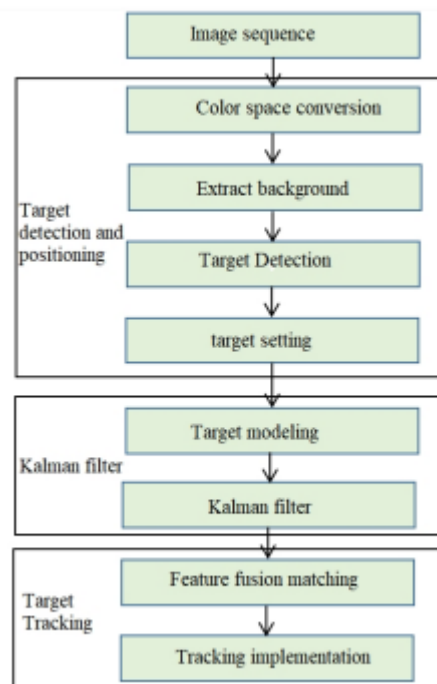 Image sequence
Color space conversion
Extract background
Target
detection and
positioning
Target Detection
target setting
Target modeling
Kalman filter
Kalman filter
Feature fusion matching
Target
Tracking
Tracking implementation